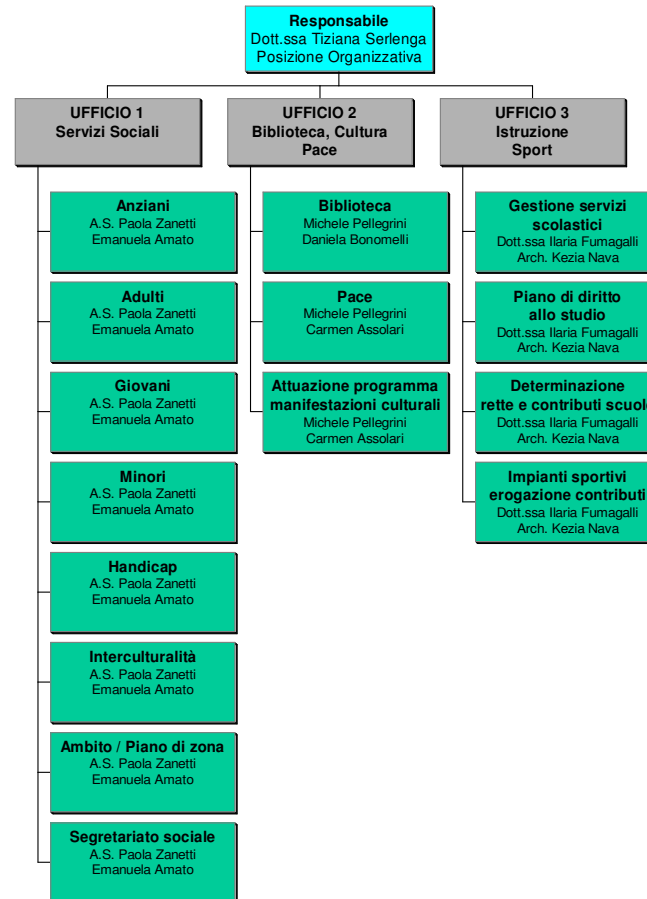 Responsabile
Dott.ssa Tiziana Serlenga
Posizione Organizzativa
UFFICIO 1
Servizi Sociali
Anziani
A.S. Paola Zanetti
Emanuela Amato
Adulti
A.S. Paola Zanetti
Emanuela Amato
Giovani
A.S. Paola Zanetti
Emanuela Amato
Minori
A.S. Paola Zanetti
Emanuela Amato
Handicap
A.S. Paola Zanetti
Emanuela Amato
Interculturalità
A.S. Paola Zanetti
Emanuela Amato
Ambito / Piano di zona
A.S. Paola Zanetti
Emanuela Amato
Segretariato sociale
A.S. Paola Zanetti
Emanuela Amato
UFFICIO 2
Biblioteca, Cultura
Pace
Biblioteca
Michele Pellegrini
Daniela Bonomelli
Pace
Michele Pellegrini
Carmen Assolari
Attuazione programma
manifestazioni culturali
Michele Pellegrini
Carmen Assolari
UFFICIO 3
Istruzione
Sport
Gestione servizi
scolastici
Dott.ssa Ilaria Fumagalli
Arch. Kezia Nava
Piano di diritto
allo studio
Dott.ssa Ilaria Fumagalli
Arch. Kezia Nava
Determinazione
rette e contributi scuole
Dott.ssa Ilaria Fumagalli
Arch. Kezia Nava
Impianti sportivi
erogazione contributi
Dott.ssa Ilaria Fumagalli
Arch. Kezia Nava